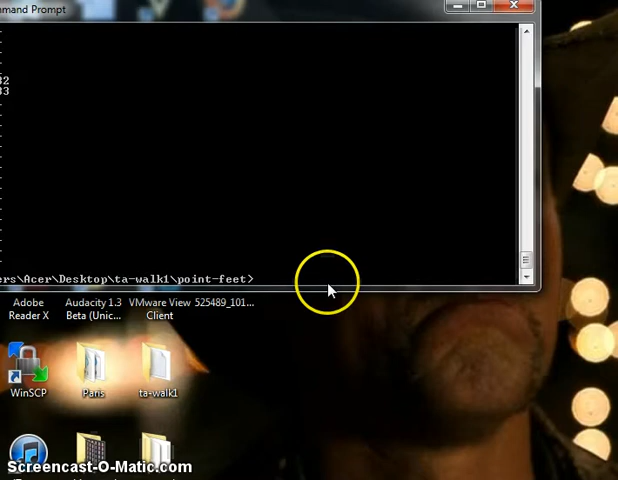 mmand Prompt
32
33
ers\Acer\Desktop\ta-walk1\point-feet>
Adobe Reader X
Audacity 1.3 Beta (Unic...
VMware View Client
525489_101...
WinSCP
Paris
ta-walk1
Screencast-O-Matic.com